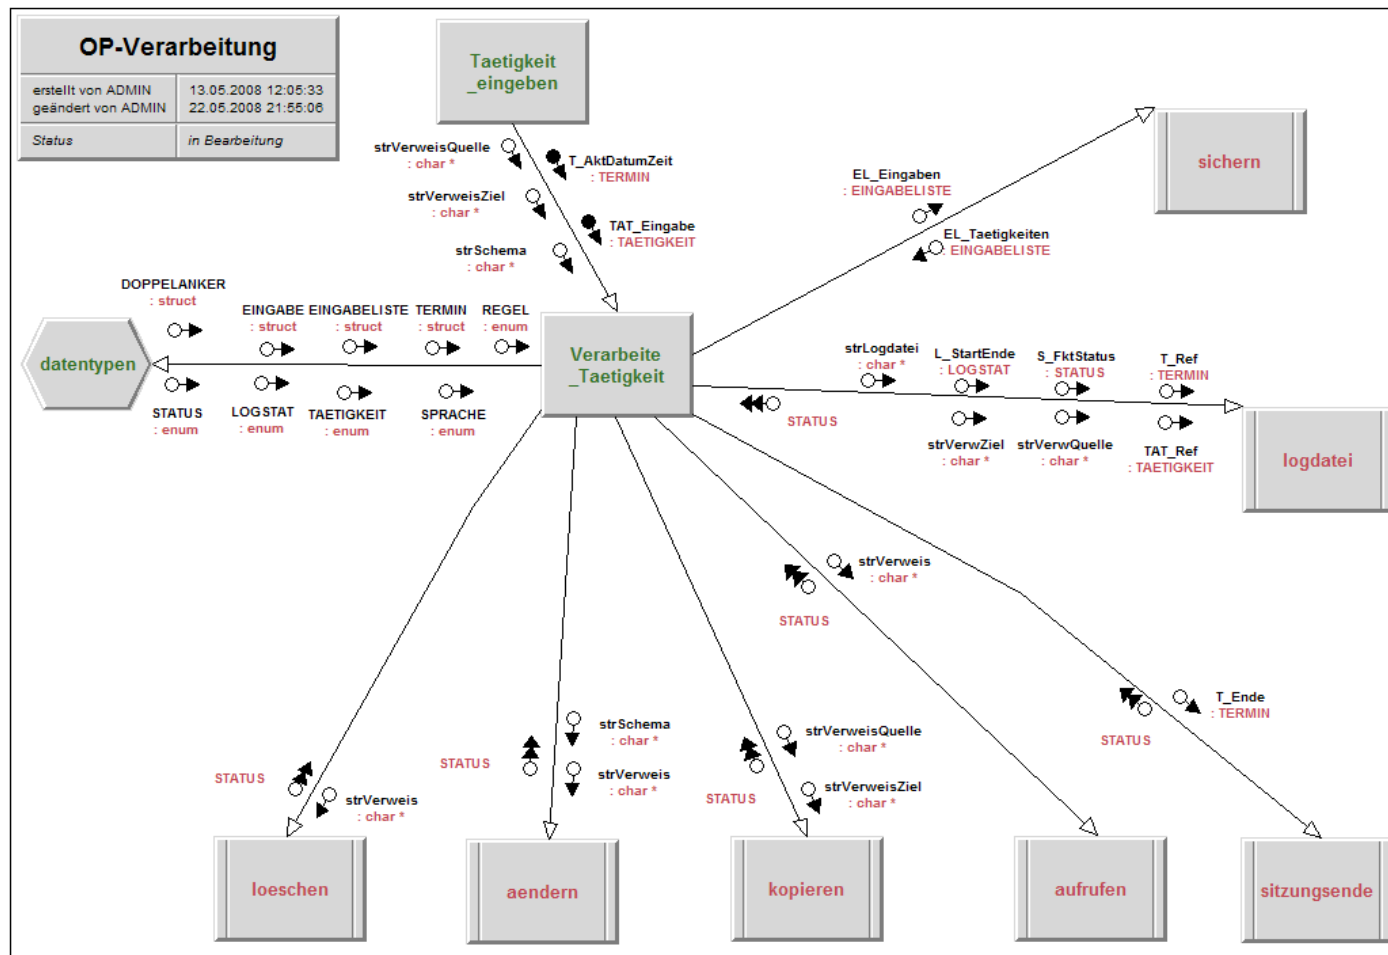 OP-Verarbeitung
erstellt von ADMIN 13.05.2008 12:05:33
geändert von ADMIN 22.05.2008 21:55:06
Status in Bearbeitung
Taetigkeit
_eingeben
strVerweisQuelle
: char *
T_AktDatumZeit
: TERMIN
strVerweisZiel
: char *
TAT_Eingabe
: TAETIGKEIT
strSchema
: char *
sichern
EL_Eingaben
: EINGABELISTE
EL_Taetigkeiten
: EINGABELISTE
DOPPELANKER
: struct
EINGABE
: struct
EINGABELISTE
: struct
TERMIN
: struct
REGEL
: enum
datentypen
Verarbeite
_Taetigkeit
STATUS
: enum
LOGSTAT
: enum
TAETIGKEIT
: enum
SPRACHE
: enum
strLogdatei
: char *
L_StartEnde
: LOGSTAT
S_FktStatus
: STATUS
T_Ref
: TERMIN
STATUS
strVerwZiel
: char *
strVerwQuelle
: char *
TAT_Ref
: TAETIGKEIT
logdatei
strVerweis
: char *
STATUS
T_Ende
: TERMIN
STATUS
strSchema
: char *
STATUS
strVerweis
: char *
strVerweisQuelle
: char *
STATUS
strVerweisZiel
: char *
STATUS
strVerweis
: char *
loeschen
aendern
kopieren
aufrufen
sitzungsende